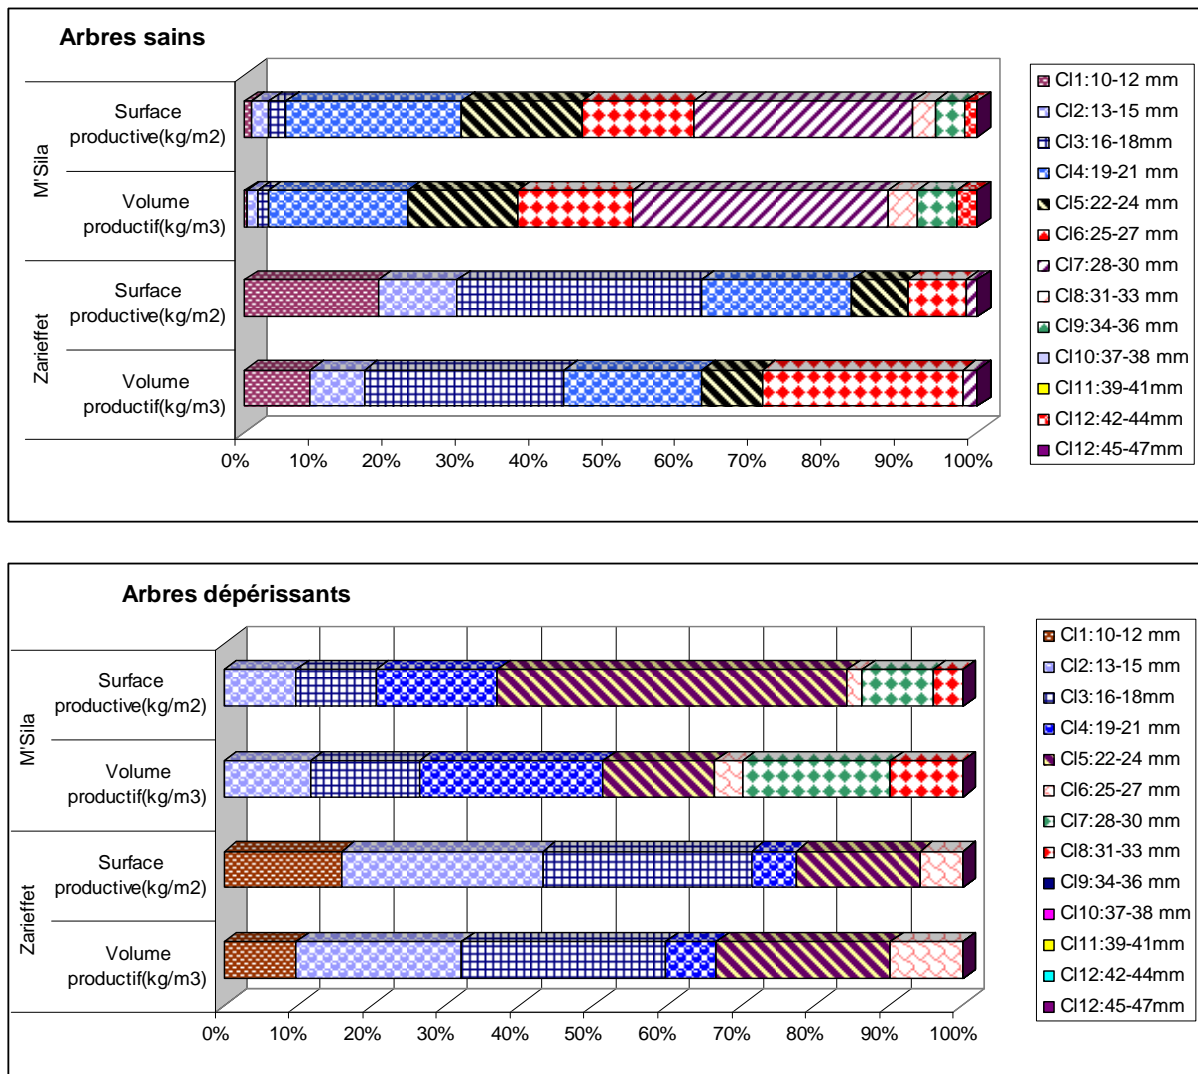 Arbres sains
M'Sila
Surface
productive(kg/m2)
Volume
productif(kg/m3)
Zarieffet
Surface
productive(kg/m2)
Volume
productif(kg/m3)
0% 10% 20% 30% 40% 50% 60% 70% 80% 90% 100%
Cl1:10-12 mm
Cl2:13-15 mm
Cl3:16-18mm
Cl4:19-21 mm
Cl5:22-24 mm
Cl6:25-27 mm
Cl7:28-30 mm
Cl8:31-33 mm
Cl9:34-36 mm
Cl10:37-38 mm
Cl11:39-41mm
Cl12:42-44mm
Cl12:45-47mm
Arbres dépérissants
M'Sila
Surface
productive(kg/m2)
Volume
productif(kg/m3)
Zarieffet
Surface
productive(kg/m2)
Volume
productif(kg/m3)
0% 10% 20% 30% 40% 50% 60% 70% 80% 90% 100%
Cl1:10-12 mm
Cl2:13-15 mm
Cl3:16-18mm
Cl4:19-21 mm
Cl5:22-24 mm
Cl6:25-27 mm
Cl7:28-30 mm
Cl8:31-33 mm
Cl9:34-36 mm
Cl10:37-38 mm
Cl11:39-41mm
Cl12:42-44mm
Cl12:45-47mm